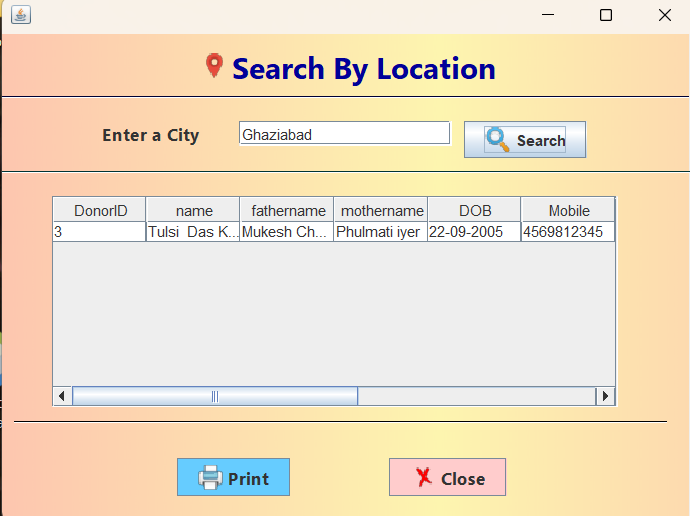 Search By Location
Enter a City Ghaziabad Search
DonorID name fathername mothername DOB Mobile
3 Tulsi Das K... Mukesh Ch... Phulmati iyer 22-09-2005 4569812345
Print Close